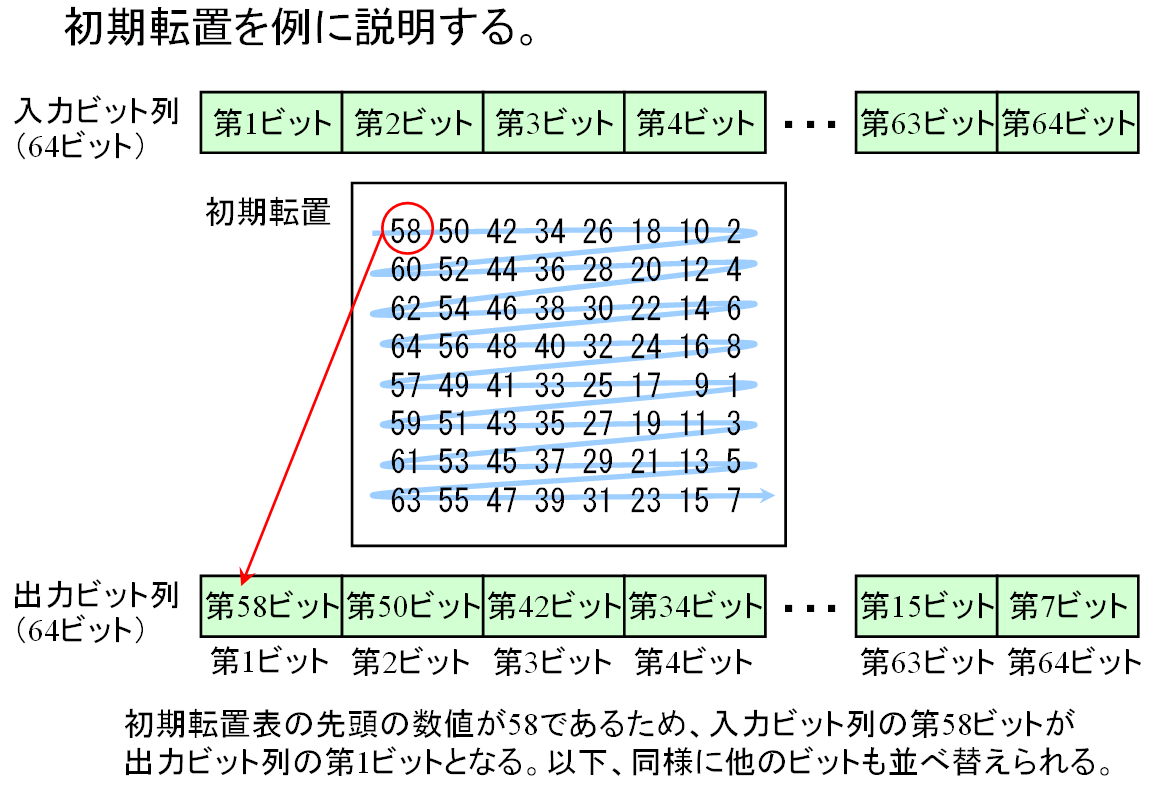 初期転置を例に説明する。
入力ビット列
(64ビット)
第1ビット 第2ビット 第3ビット 第4ビット ・・・ 第63ビット 第64ビット
初期転置
58 50 42 34 26 18 10 2
60 52 44 36 28 20 12 4
62 54 46 38 30 22 14 6
64 56 48 40 32 24 16 8
57 49 41 33 25 17 9 1
59 51 43 35 27 19 11 3
61 53 45 37 29 21 13 5
63 55 47 39 31 23 15 7
出力ビット列
(64ビット)
第58ビット 第50ビット 第42ビット 第34ビット ・・・ 第15ビット 第7ビット
第1ビット 第2ビット 第3ビット 第4ビット 第63ビット 第64ビット
初期転置表の先頭の数値が58であるため、入力ビット列の第58ビットが
出力ビット列の第1ビットとなる。以下、同様に他のビットも並べ替えられる。